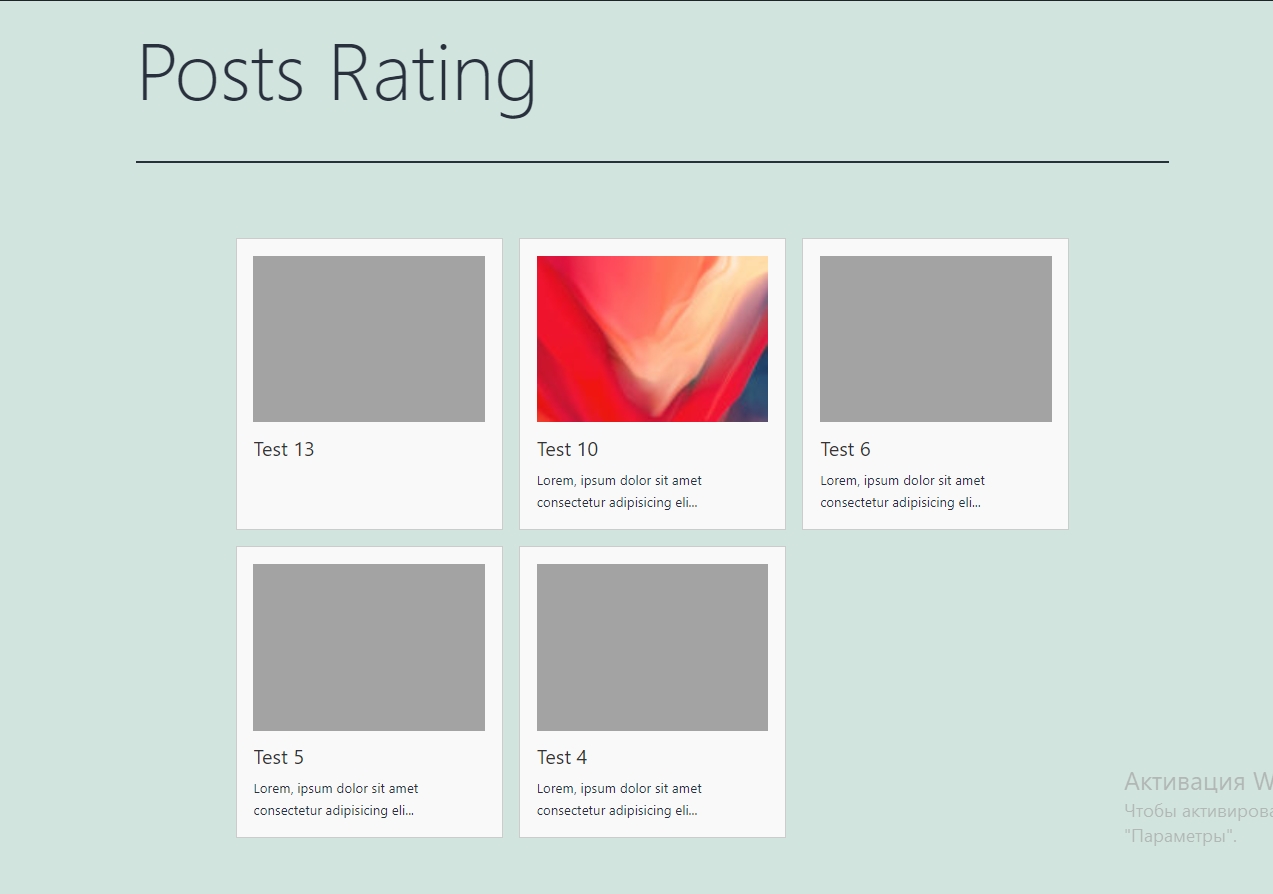 Posts Rating
Test 13
Test 10
Lorem, ipsum dolor sit amet
consectetur adipisicing eli...
Test 6
Lorem, ipsum dolor sit amet
consectetur adipisicing eli...
Test 5
Lorem, ipsum dolor sit amet
consectetur adipisicing eli...
Test 4
Lorem, ipsum dolor sit amet
consectetur adipisicing eli...
Активация W
Чтобы активирова
"Параметры".